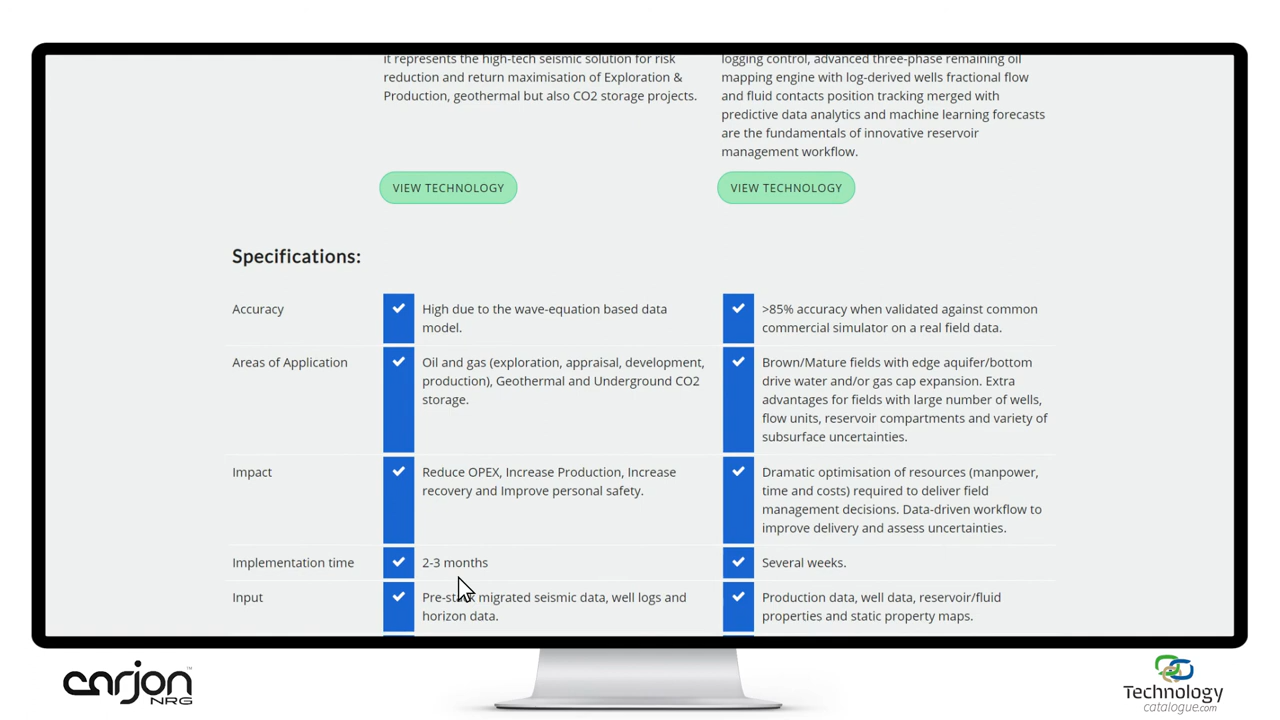 it represents the high-tech seismic solution for risk
reduction and return maximisation of Exploration &
Production, geothermal but also CO2 storage projects.
logging control, advanced three-phase remaining oil
mapping engine with log-derived wells fractional flow
and fluid contacts position tracking merged with
predictive data analytics and machine learning forecasts
are the fundamentals of innovative reservoir
management workflow.
VIEW TECHNOLOGY
VIEW TECHNOLOGY
Specifications:
Accuracy
High due to the wave-equation based data
model.
>85% accuracy when validated against common
commercial simulator on a real field data.
Areas of Application
Oil and gas (exploration, appraisal, development,
production), Geothermal and Underground CO2
storage.
Brown/Mature fields with edge aquifer/bottom
drive water and/or gas cap expansion. Extra
advantages for fields with large number of wells,
flow units, reservoir compartments and variety of
subsurface uncertainties.
Impact
Reduce OPEX, Increase Production, Increase
recovery and Improve personal safety.
Dramatic optimisation of resources (manpower,
time and costs) required to deliver field
management decisions. Data-driven workflow to
improve delivery and assess uncertainties.
Implementation time
2-3 months
Several weeks.
Input
Pre-stack migrated seismic data, well logs and
horizon data.
Production data, well data, reservoir/fluid
properties and static property maps.
carjon
NRG
TM
Technology
catalogue.com